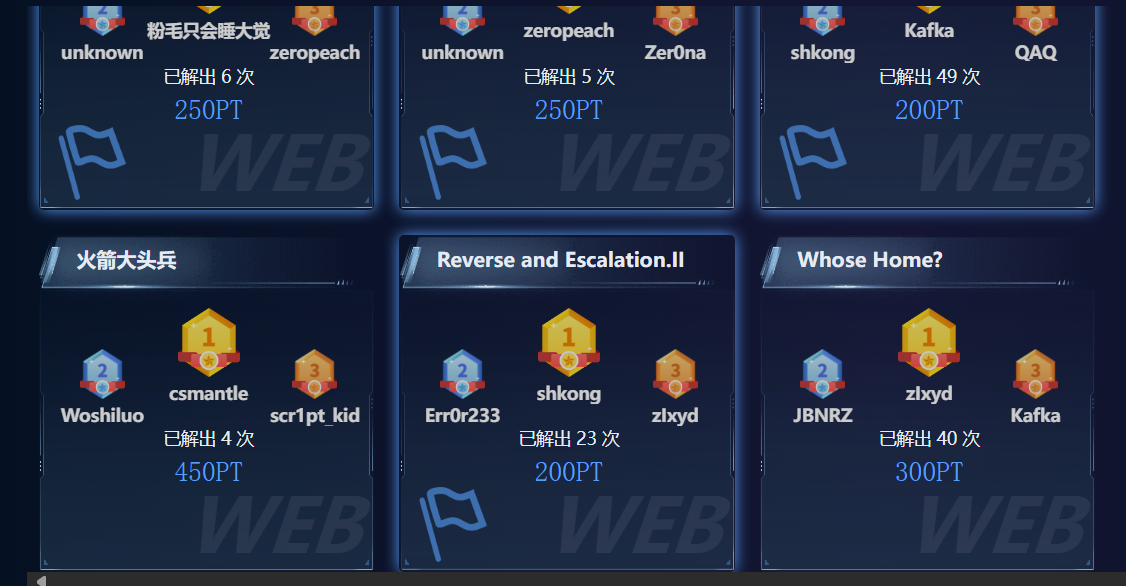 2 粉毛只会睡大觉 3
unknown zeropeach
已解出 6 次
250PT
WEB
2 zeropeach 3
unknown Zer0na
已解出 5 次
250PT
WEB
2 Kafka 3
shkong QAQ
已解出 49 次
200PT
WEB
火箭大头兵
1
2 csmantle 3
Woshiluo scr1pt_kid
已解出 4 次
450PT
WEB
Reverse and Escalation.II
1
2 shkong 3
Err0r233 zlxyd
已解出 23 次
200PT
WEB
Whose Home?
1
2 zlxyd 3
JBNRZ Kafka
已解出 40 次
300PT
WEB